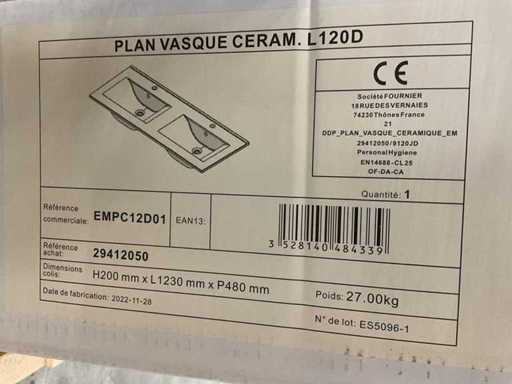 PLAN VASQUE CERAM. L120D
CE
Société FOURNIER
18 RUE DES VERNAIES
74230 Thônes France
21
DDP_PLAN_VASQUE_CERAMIQUE_EM
29412050/9120JD
Personal Hygiene
EN14688-CL25
OF-DA-CA
Quantité: 1
Référence commerciale: EMPC12D01
EAN13:
3 528140 484339
Référence achat: 29412050
Dimensions colis: H200 mm x L1230 mm x P480 mm
Poids: 27.00kg
Date de fabrication: 2022-11-28
N° de lot: ES5096-1